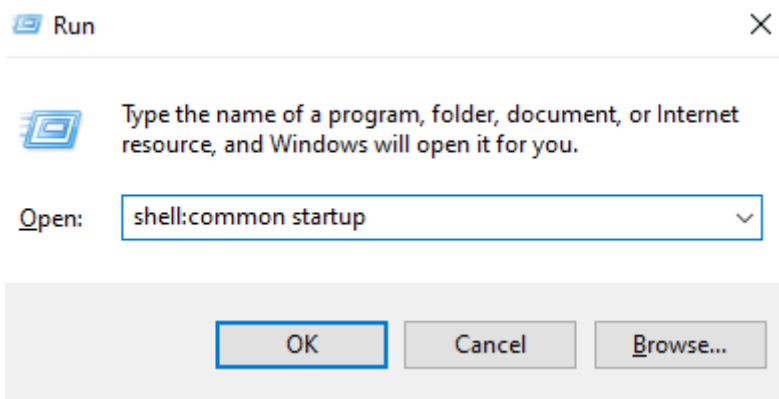 Run
Type the name of a program, folder, document, or Internet
resource, and Windows will open it for you.
Open: shell:common startup
OK Cancel Browse...